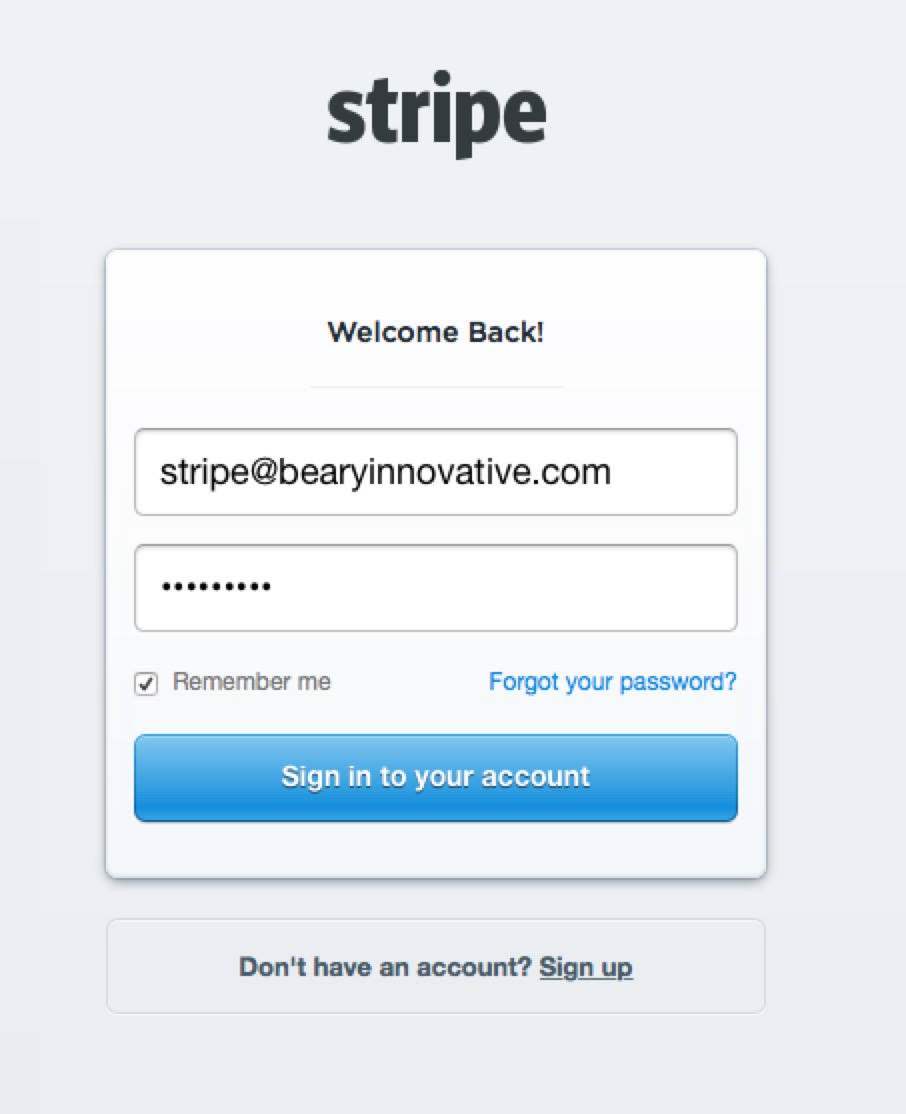 stripe
Welcome Back!
stripe@bearyinnovative.com
•••••••••
Remember me
Forgot your password?
Sign in to your account
Don't have an account? Sign up